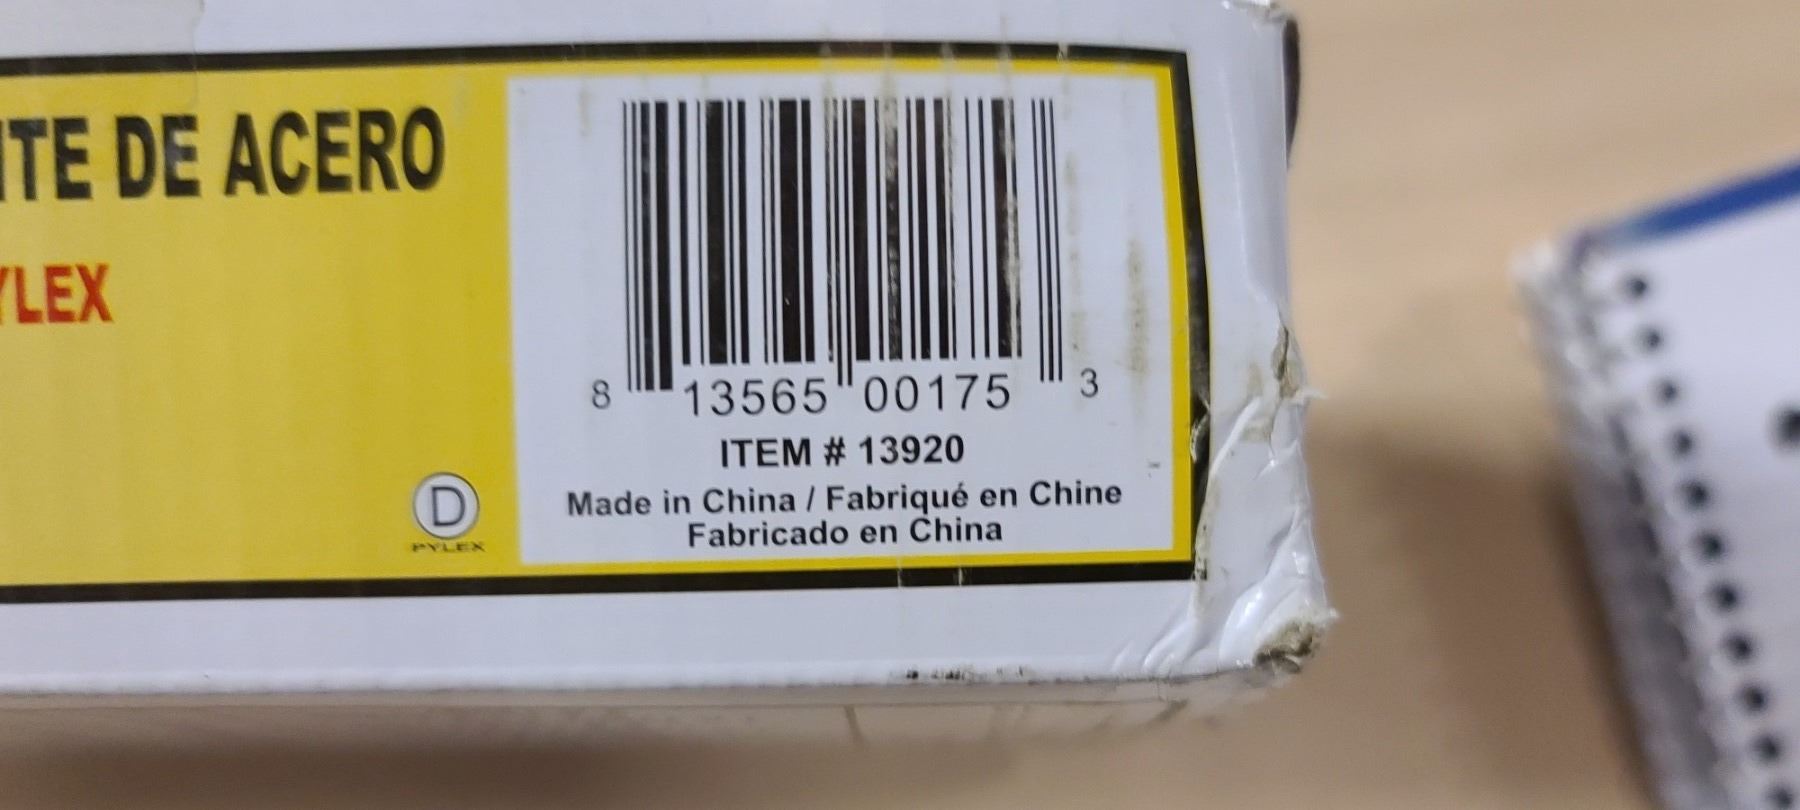 TE DE ACERO
YLEX
8 13565 00175 3
ITEM # 13920
Made in China / Fabriqué en Chine
Fabricado en China
D
PYLEX